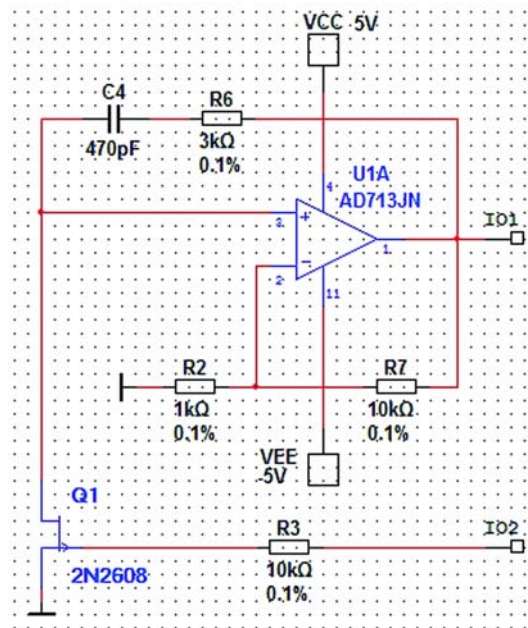 VCC 5V
C4
470pF
R6
3kΩ
0.1%
4
U1A
AD713JN
3
+
1
IO1
−
2
11
R2
1kΩ
0.1%
R7
10kΩ
0.1%
VEE
-5V
Q1
2N2608
R3
10kΩ
0.1%
IO2